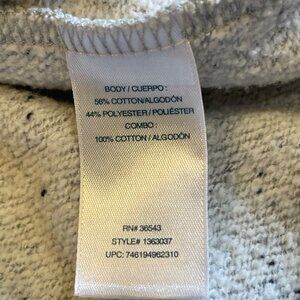 BODY / CUERPO :
56% COTTON/ALGODÓN
44% POLYESTER / POLIÉSTER
COMBO :
100% COTTON / ALGODÓN
RN# 36543
STYLE# 1363037
UPC: 746194962310